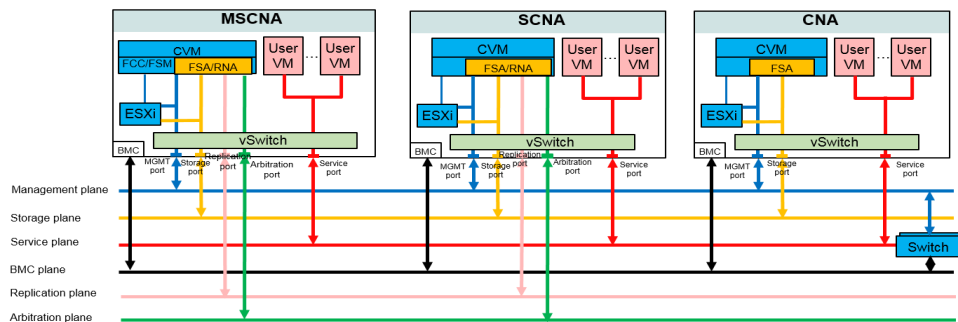 MSCNA
CVM
FCC/FSM
FSA/RNA
User
VM
...
User
VM
ESXi
vSwitch
BMC
MGMT
port
Storage
port
Replication
port
Arbitration
port
Service
port
SCNA
CVM
FSA/RNA
User
VM
...
User
VM
ESXi
vSwitch
BMC
MGMT
port
Storage
port
Replication
port
Arbitration
port
Service
port
CNA
CVM
FSA
User
VM
...
User
VM
ESXi
vSwitch
BMC
MGMT
port
Storage
port
Service
port
Management plane
Storage plane
Service plane
Switch
BMC plane
Replication plane
Arbitration plane